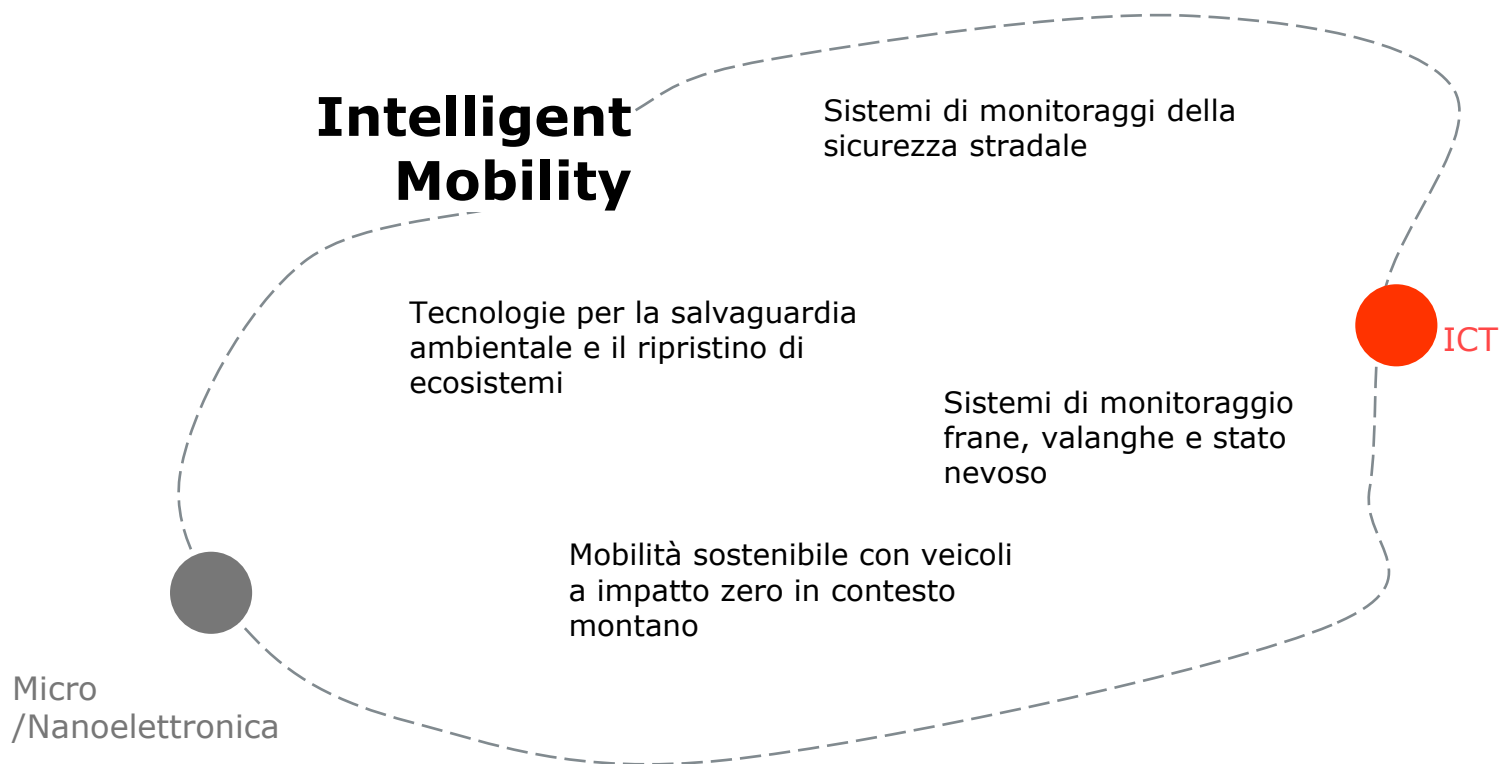 Intelligent
Mobility
Sistemi di monitoraggi della
sicurezza stradale
Tecnologie per la salvaguardia
ambientale e il ripristino di
ecosistemi
ICT
Sistemi di monitoraggio
frane, valanghe e stato
nevoso
Mobilità sostenibile con veicoli
a impatto zero in contesto
montano
Micro
/Nanoelettronica